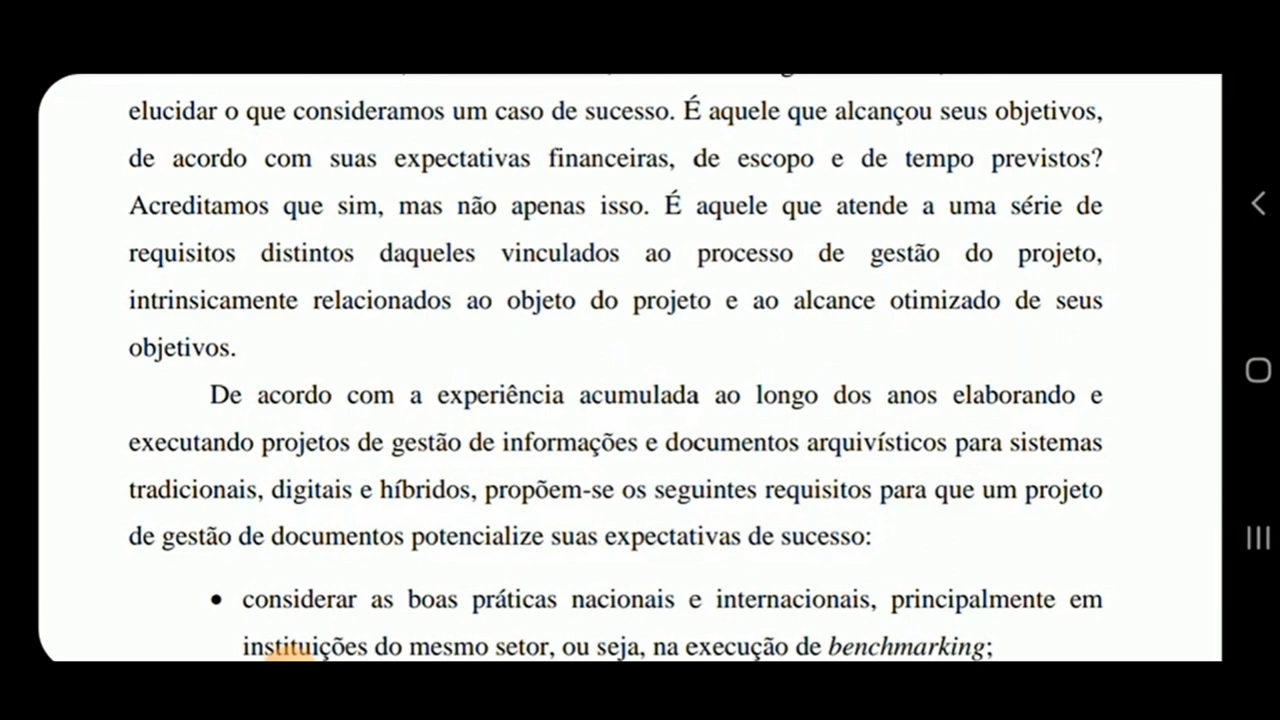 elucidar o que consideramos um caso de sucesso. É aquele que alcançou seus objetivos,
de acordo com suas expectativas financeiras, de escopo e de tempo previstos?
Acreditamos que sim, mas não apenas isso. É aquele que atende a uma série de
requisitos distintos daqueles vinculados ao processo de gestão do projeto,
intrinsicamente relacionados ao objeto do projeto e ao alcance otimizado de seus
objetivos.
De acordo com a experiência acumulada ao longo dos anos elaborando e
executando projetos de gestão de informações e documentos arquivísticos para sistemas
tradicionais, digitais e híbridos, propõem-se os seguintes requisitos para que um projeto
de gestão de documentos potencialize suas expectativas de sucesso:
• considerar as boas práticas nacionais e internacionais, principalmente em
instituições do mesmo setor, ou seja, na execução de benchmarking;